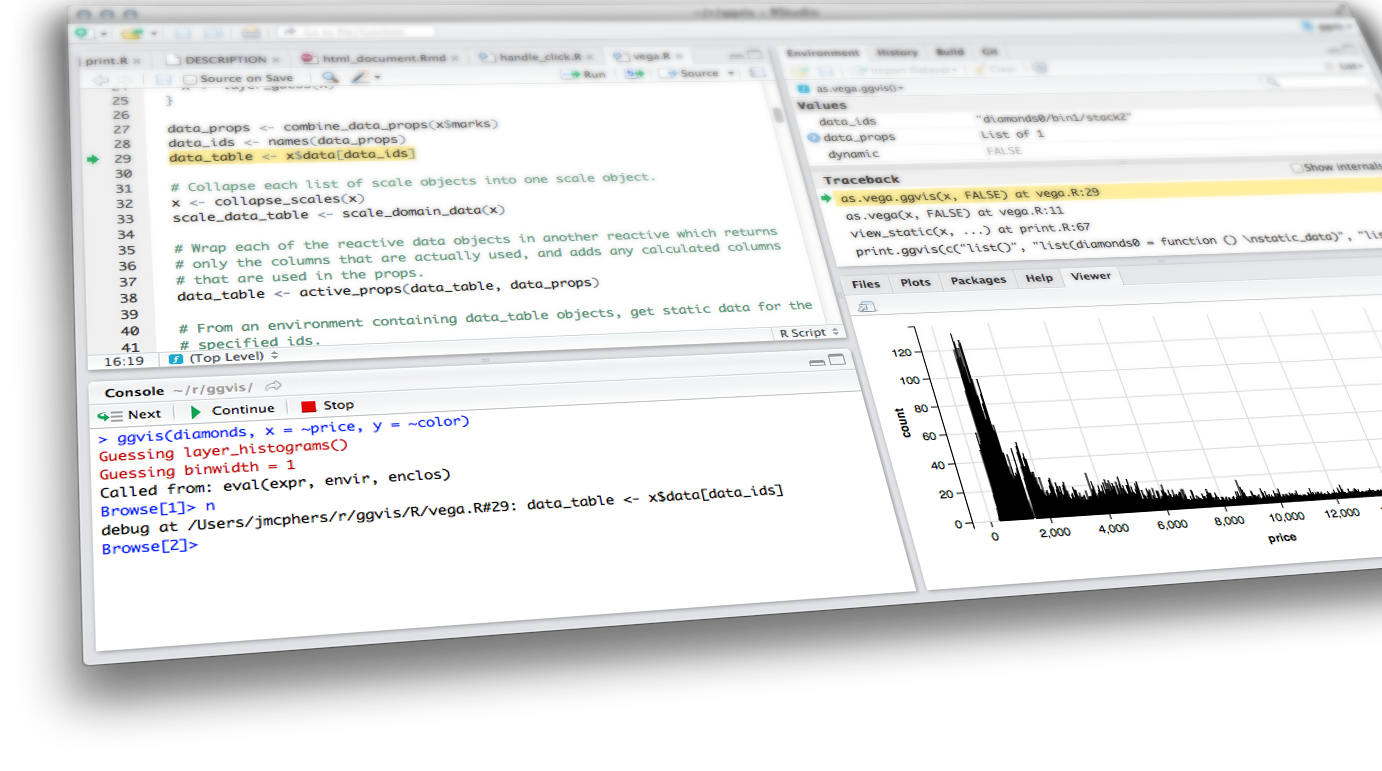 ~/r/ggvis - RStudio
Go to file/function
ggvis
print.R
DESCRIPTION
html_document.Rmd
handle_click.R
vega.R
Source on Save
Run
Source
25 }
26
27 data_props <- combine_data_props(x$marks)
28 data_ids <- names(data_props)
29 data_table <- x$data[data_ids]
30
31 # Collapse each list of scale objects into one scale object.
32 x <- collapse_scales(x)
33 scale_data_table <- scale_domain_data(x)
34
35 # Wrap each of the reactive data objects in another reactive which returns
36 # only the columns that are actually used, and adds any calculated columns
37 # that are used in the props.
38 data_table <- active_props(data_table, data_props)
39
40 # From an environment containing data_table objects, get static data for the
41 # specified ids.
16:19
(Top Level)
R Script
Console ~/r/ggvis/
Next
Continue
Stop
> ggvis(diamonds, x = ~price, y = ~color)
Guessing layer_histograms()
Guessing binwidth = 1
Called from: eval(expr, envir, enclos)
Browse[1]> n
debug at /Users/jmcphers/r/ggvis/R/vega.R#29: data_table <- x$data[data_ids]
Browse[2]>
Environment
History
Build
Git
Import Dataset
Clear
List
as.vega.ggvis()
Values
data_ids "diamonds0/bin1/stack2"
data_props List of 1
dynamic FALSE
Traceback
Show internals
as.vega.ggvis(x, FALSE) at vega.R:29
as.vega(x, FALSE) at vega.R:11
view_static(x, ...) at print.R:67
print.ggvis(c("list()", "list(diamonds0 = function () \nstatic_data)", "lis
Files
Plots
Packages
Help
Viewer
120
100
80
60
40
20
0
count
0
2,000
4,000
6,000
8,000
10,000
12,000
price